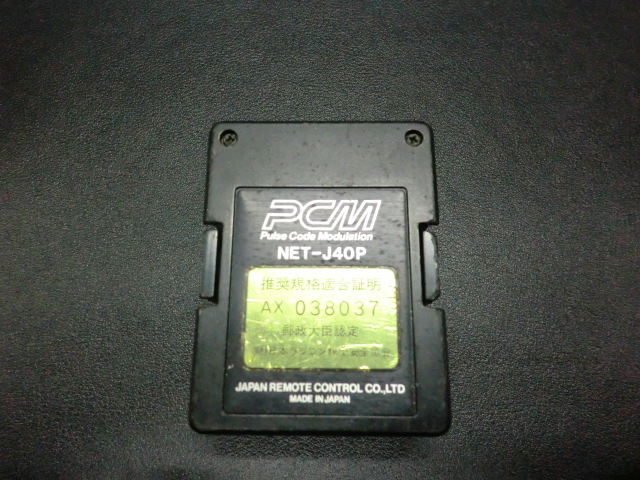 PCM
Pulse Code Modulation
NET-J40P
推奨規格適合証明
AX 038037
郵政大臣認定
JAPAN REMOTE CONTROL CO.,LTD
MADE IN JAPAN